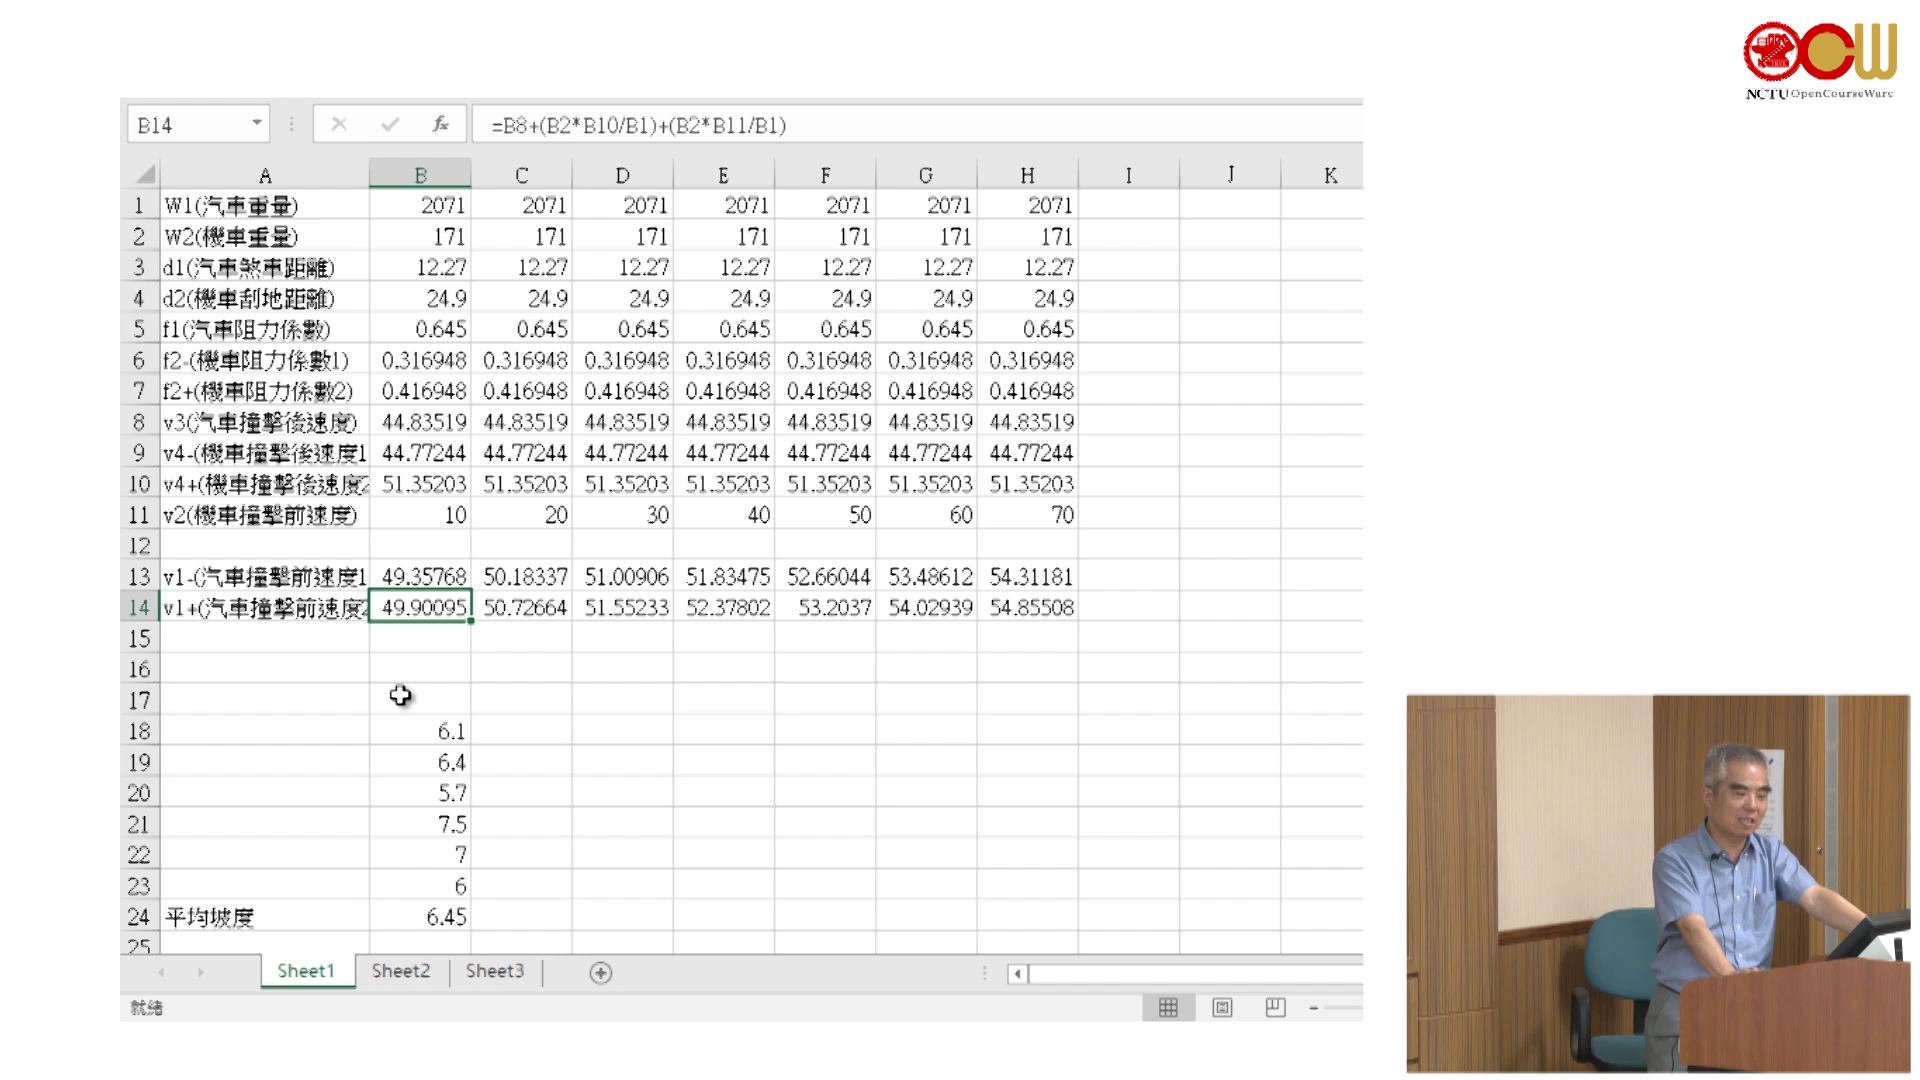 NCTU OpenCourseWare
B14 fx =B8+(B2*B10/B1)+(B2*B11/B1)
A B C D E F G H I J K
1 W1(汽車重量) 2071 2071 2071 2071 2071 2071 2071
2 W2(機車重量) 171 171 171 171 171 171 171
3 d1(汽車煞車距離) 12.27 12.27 12.27 12.27 12.27 12.27 12.27
4 d2(機車刮地距離) 24.9 24.9 24.9 24.9 24.9 24.9 24.9
5 f1(汽車阻力係數) 0.645 0.645 0.645 0.645 0.645 0.645 0.645
6 f2-(機車阻力係數1) 0.316948 0.316948 0.316948 0.316948 0.316948 0.316948 0.316948
7 f2+(機車阻力係數2) 0.416948 0.416948 0.416948 0.416948 0.416948 0.416948 0.416948
8 v3(汽車撞擊後速度) 44.83519 44.83519 44.83519 44.83519 44.83519 44.83519 44.83519
9 v4-(機車撞擊後速度1 44.77244 44.77244 44.77244 44.77244 44.77244 44.77244 44.77244
10 v4+(機車撞擊後速度2 51.35203 51.35203 51.35203 51.35203 51.35203 51.35203 51.35203
11 v2(機車撞擊前速度) 10 20 30 40 50 60 70
12
13 v1-(汽車撞擊前速度1 49.35768 50.18337 51.00906 51.83475 52.66044 53.48612 54.31181
14 v1+(汽車撞擊前速度2 49.90095 50.72664 51.55233 52.37802 53.2037 54.02939 54.85508
15
16
17
18 6.1
19 6.4
20 5.7
21 7.5
22 7
23 6
24 平均坡度 6.45
25
Sheet1 Sheet2 Sheet3
就緒